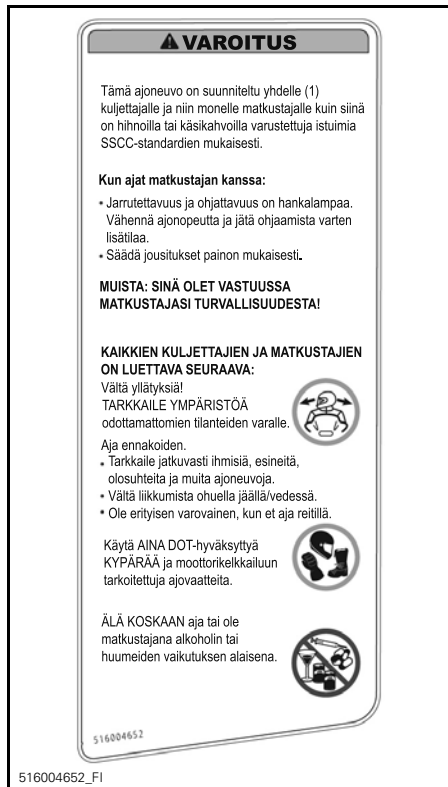 VAROITUS
Tämä ajoneuvo on suunniteltu yhdelle (1)
kuljettajalle ja niin monelle matkustajalle kuin siinä
on hihnoilla tai käsikahvoilla varustettuja istuimia
SSCC-standardien mukaisesti.
Kun ajat matkustajan kanssa:
• Jarrutettavuus ja ohjattavuus on hankalampaa.
Vähennä ajonopeutta ja jätä ohjaamista varten
lisätilaa.
• Säädä jousitukset painon mukaisesti.
MUISTA: SINÄ OLET VASTUUSSA
MATKUSTAJASI TURVALLISUUDESTA!
KAIKKIEN KULJETTAJIEN JA MATKUSTAJIEN
ON LUETTAVA SEURAAVA:
Vältä yllätyksiä!
TARKKAILE YMPÄRISTÖÄ
odottamattomien tilanteiden varalle.
Aja ennakoiden.
• Tarkkaile jatkuvasti ihmisiä, esineitä,
olosuhteita ja muita ajoneuvoja.
• Vältä liikkumista ohuella jäällä/vedessä.
• Ole erityisen varovainen, kun et aja reitillä.
Käytä AINA DOT-hyväksyttyä
KYPÄRÄÄ ja moottorikelkkailuun
tarkoitettuja ajovaatteita.
ÄLÄ KOSKAAN aja tai ole
matkustajana alkoholin tai
huumeiden vaikutuksen alaisena.
516004652
516004652_FI